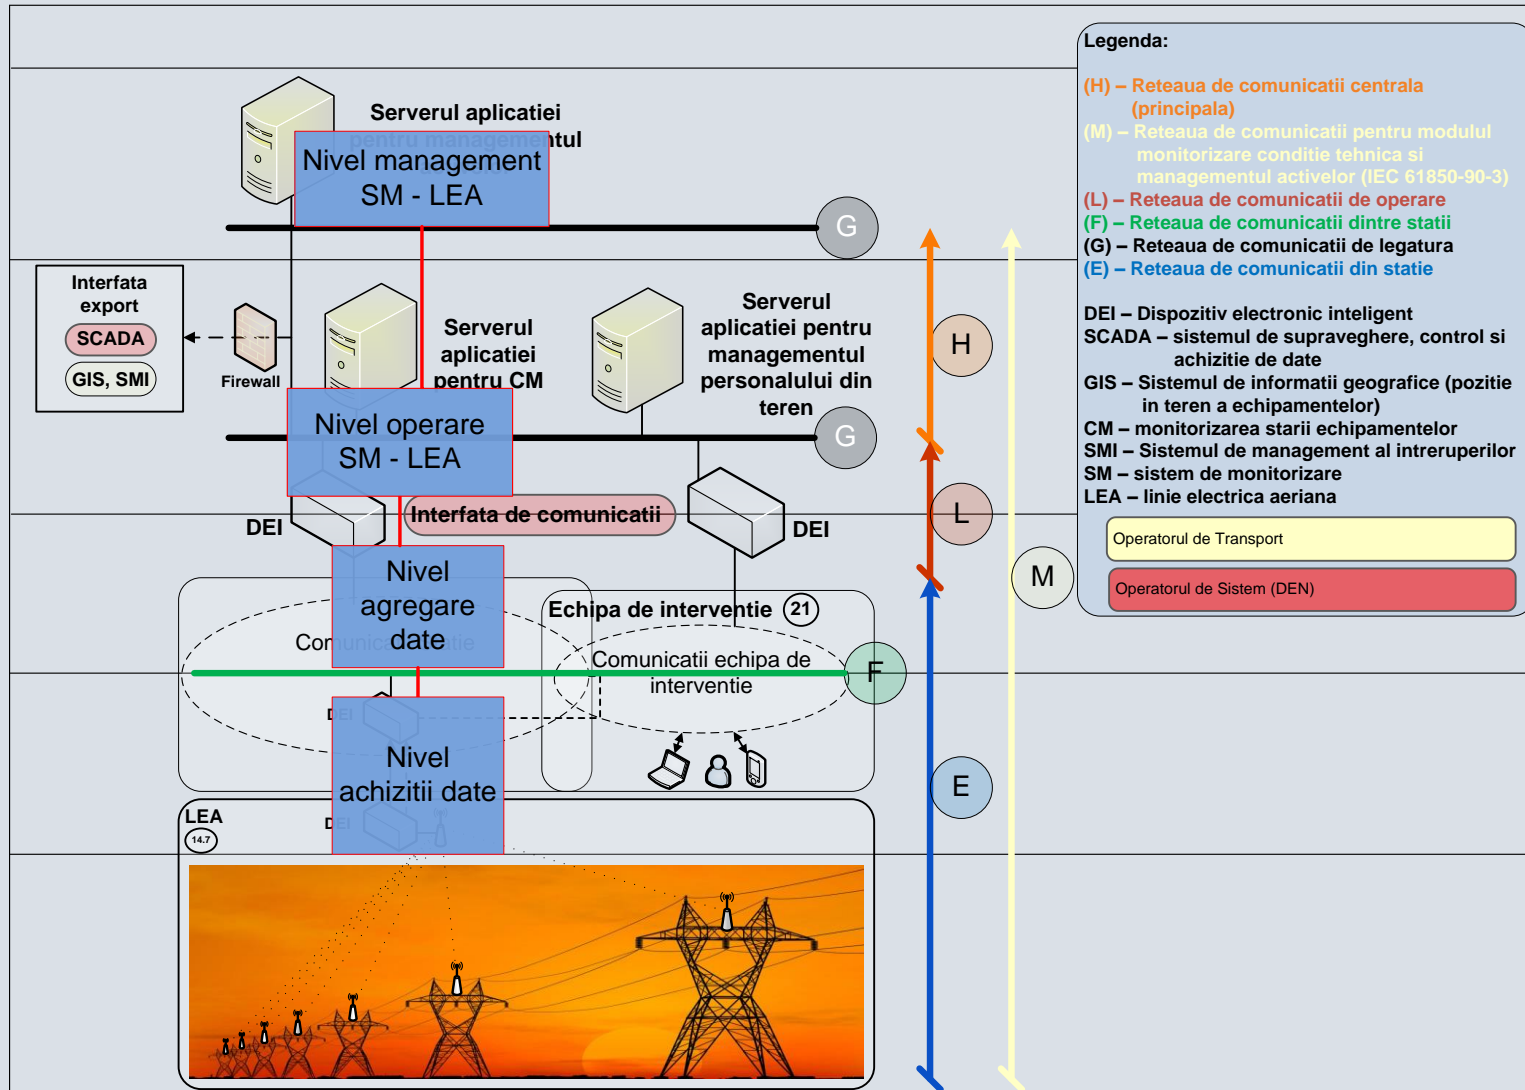 Serverul aplicatiei
pentru managementul
Nivel management
SM - LEA
G
Interfata
export
SCADA
GIS, SMI
Firewall
Serverul
aplicatiei
pentru CM
Serverul
aplicatiei pentru
managementul
personalului din
teren
H
Nivel operare
SM - LEA
G
DEI
Interfata de comunicatii
DEI
L
M
Nivel
agregare
date
Echipa de interventie 21
Comunicatii echipa de
interventie
F
DEI
Nivel
achizitii date
E
LEA
14.7
DEI
Legenda:
(H) – Reteaua de comunicatii centrala
(principala)
(M) – Reteaua de comunicatii pentru modulul
monitorizare conditie tehnica si
managementul activelor (IEC 61850-90-3)
(L) – Reteaua de comunicatii de operare
(F) – Reteaua de comunicatii dintre statii
(G) – Reteaua de comunicatii de legatura
(E) – Reteaua de comunicatii din statie
DEI – Dispozitiv electronic inteligent
SCADA – sistemul de supraveghere, control si
achizitie de date
GIS – Sistemul de informatii geografice (pozitie
in teren a echipamentelor)
CM – monitorizarea starii echipamentelor
SMI – Sistemul de management al intreruperilor
SM – sistem de monitorizare
LEA – linie electrica aeriana
Operatorul de Transport
Operatorul de Sistem (DEN)